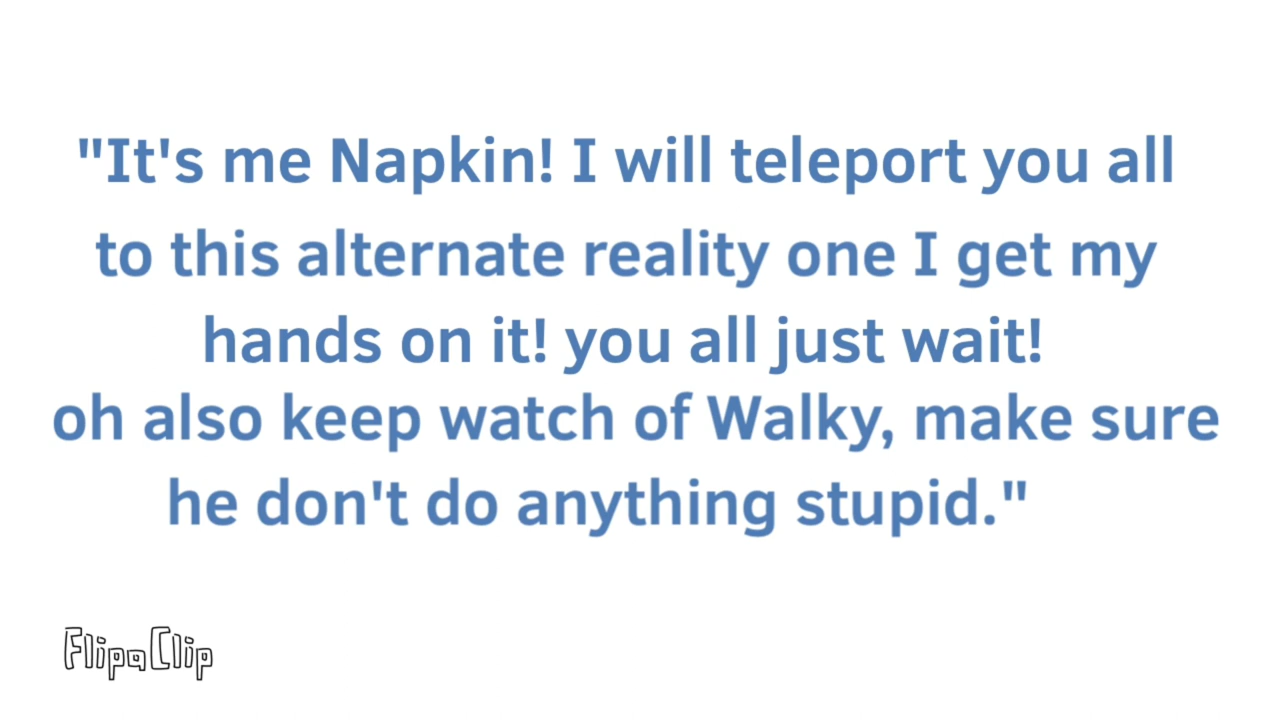 "It's me Napkin! I will teleport you all
to this alternate reality one I get my
hands on it! you all just wait!
oh also keep watch of Walky, make sure
he don't do anything stupid."
FlipaClip